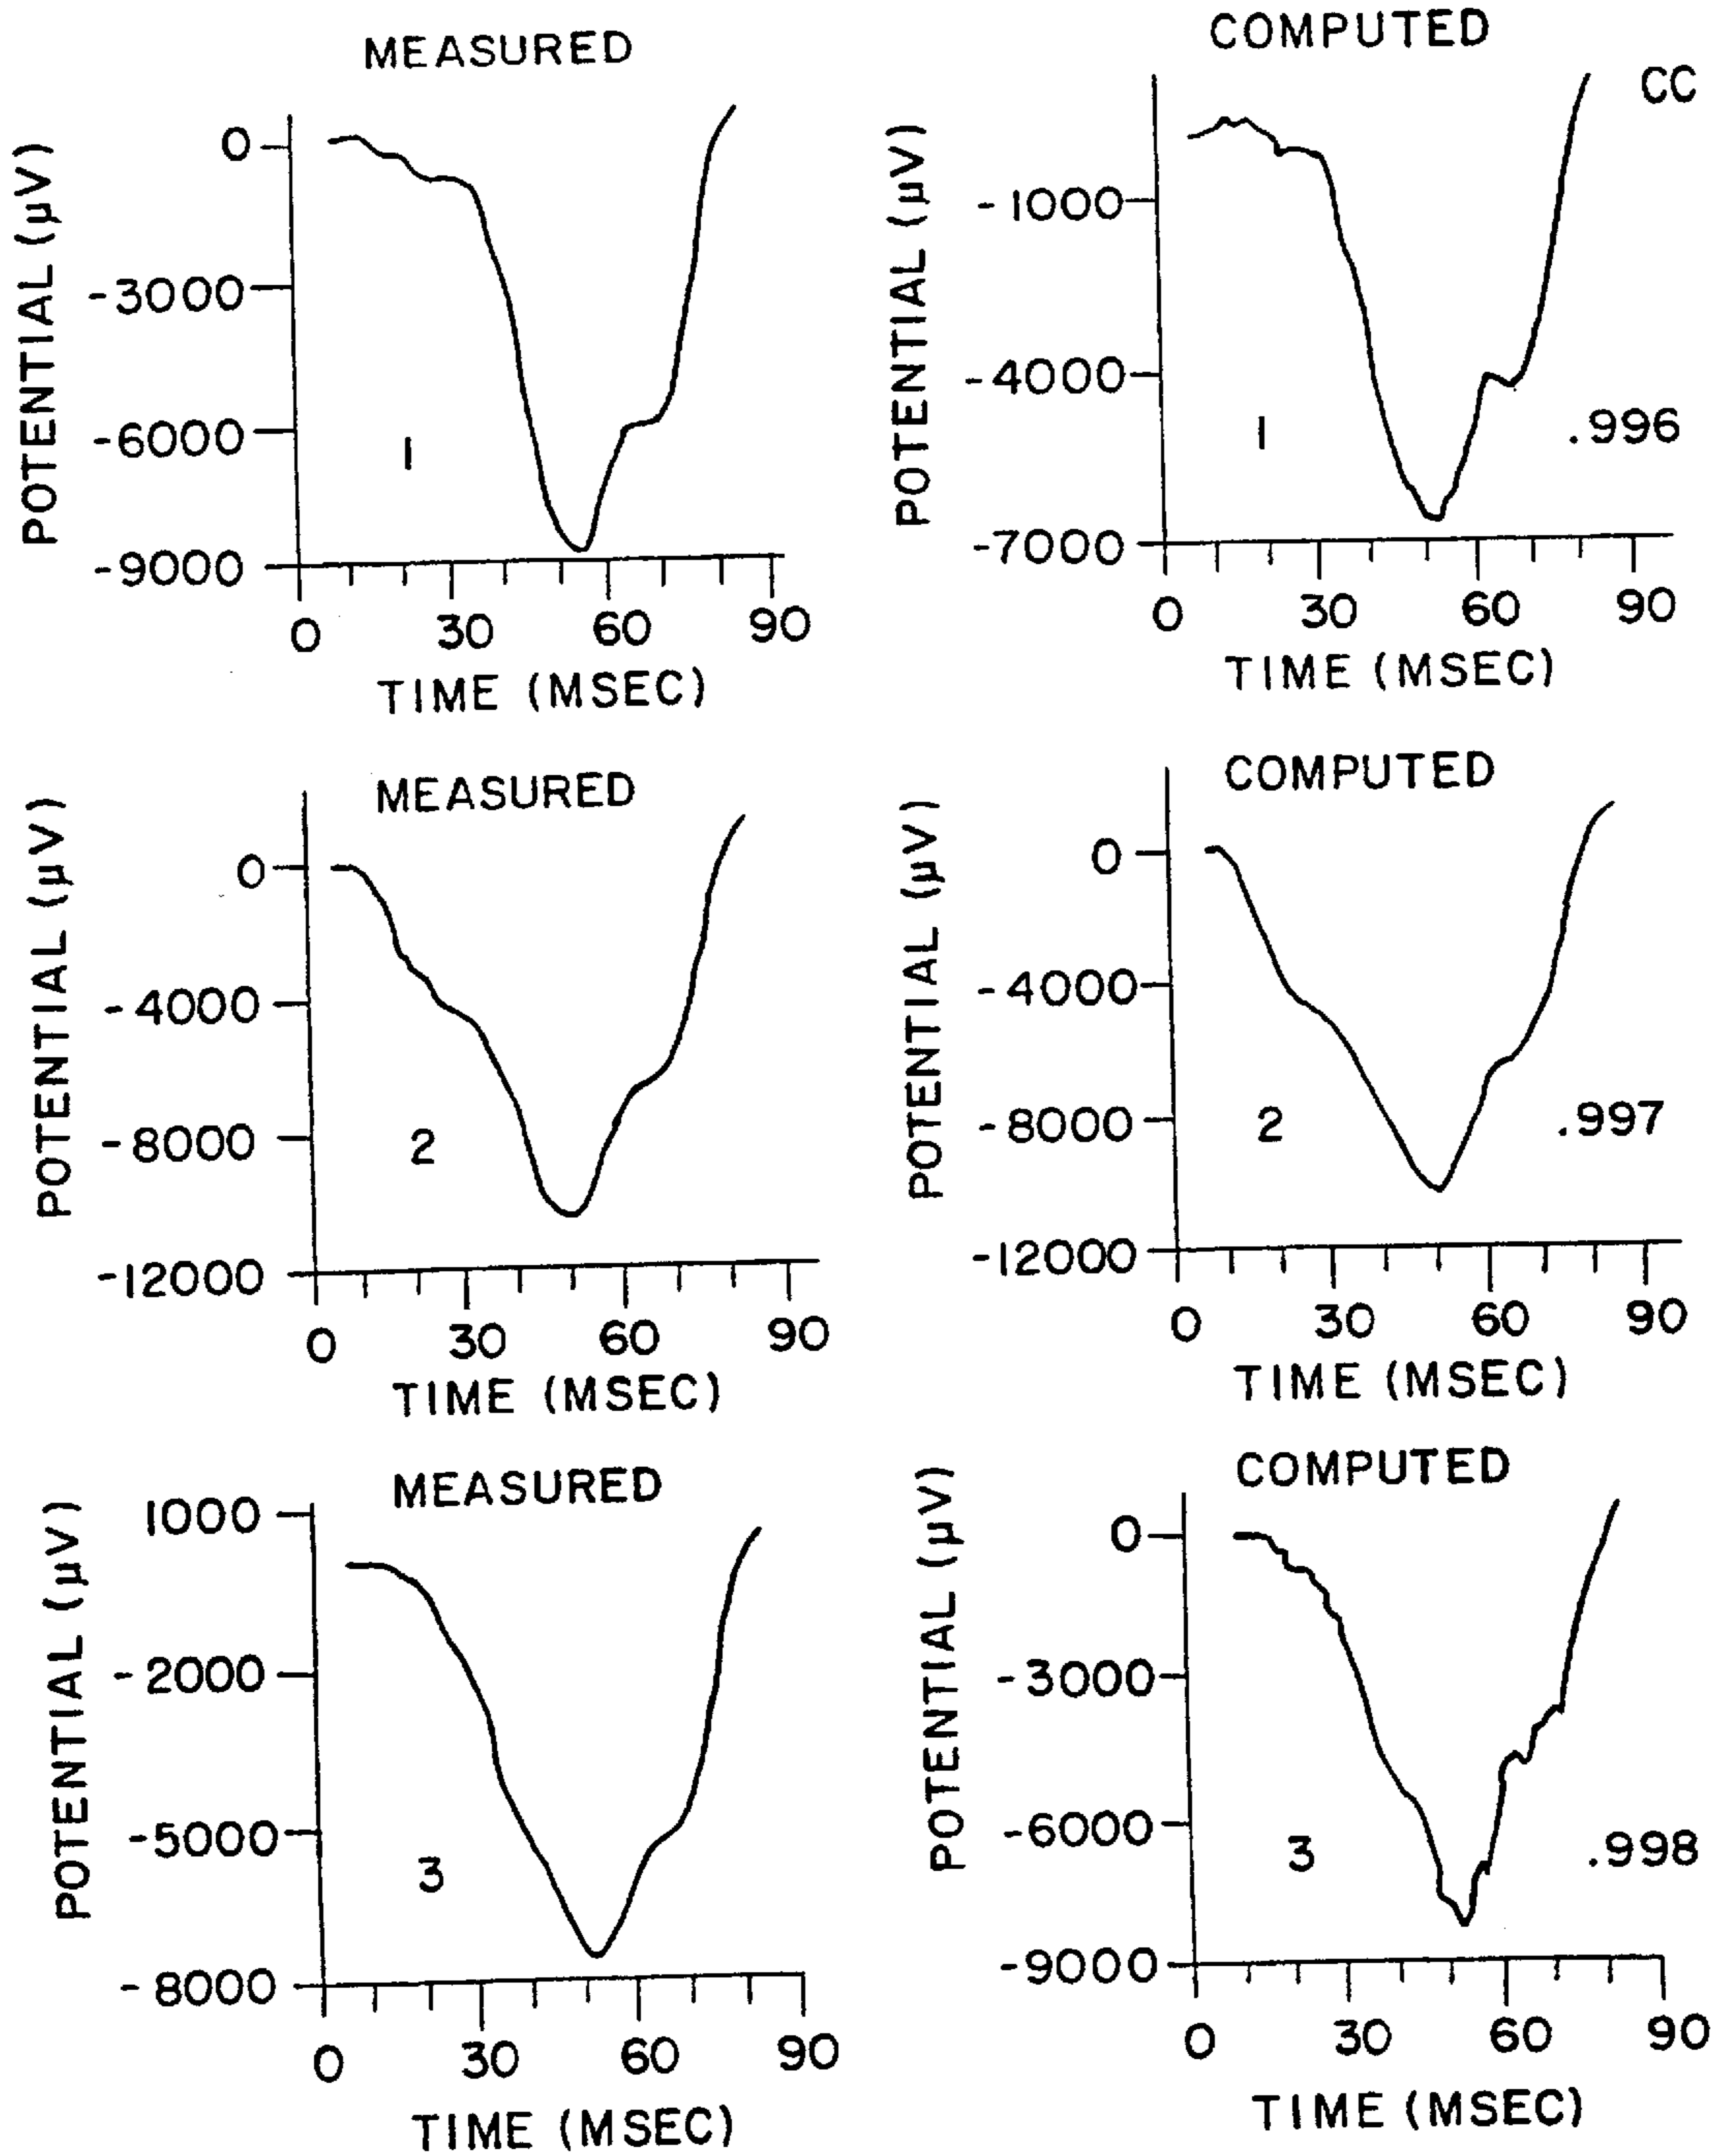 MEASURED
POTENTIAL (μV)
0
-3000
-6000
-9000
1
0 30 60 90
TIME (MSEC)
COMPUTED
CC
POTENTIAL (μV)
-1000
-4000
-7000
1
.996
0 30 60 90
TIME (MSEC)
MEASURED
POTENTIAL (μV)
0
-4000
-8000
-12000
2
0 30 60 90
TIME (MSEC)
COMPUTED
POTENTIAL (μV)
0
-4000
-8000
-12000
2
.997
0 30 60 90
TIME (MSEC)
MEASURED
POTENTIAL (μV)
1000
-2000
-5000
-8000
3
0 30 60 90
TIME (MSEC)
COMPUTED
POTENTIAL (μV)
0
-3000
-6000
-9000
3
.998
0 30 60 90
TIME (MSEC)